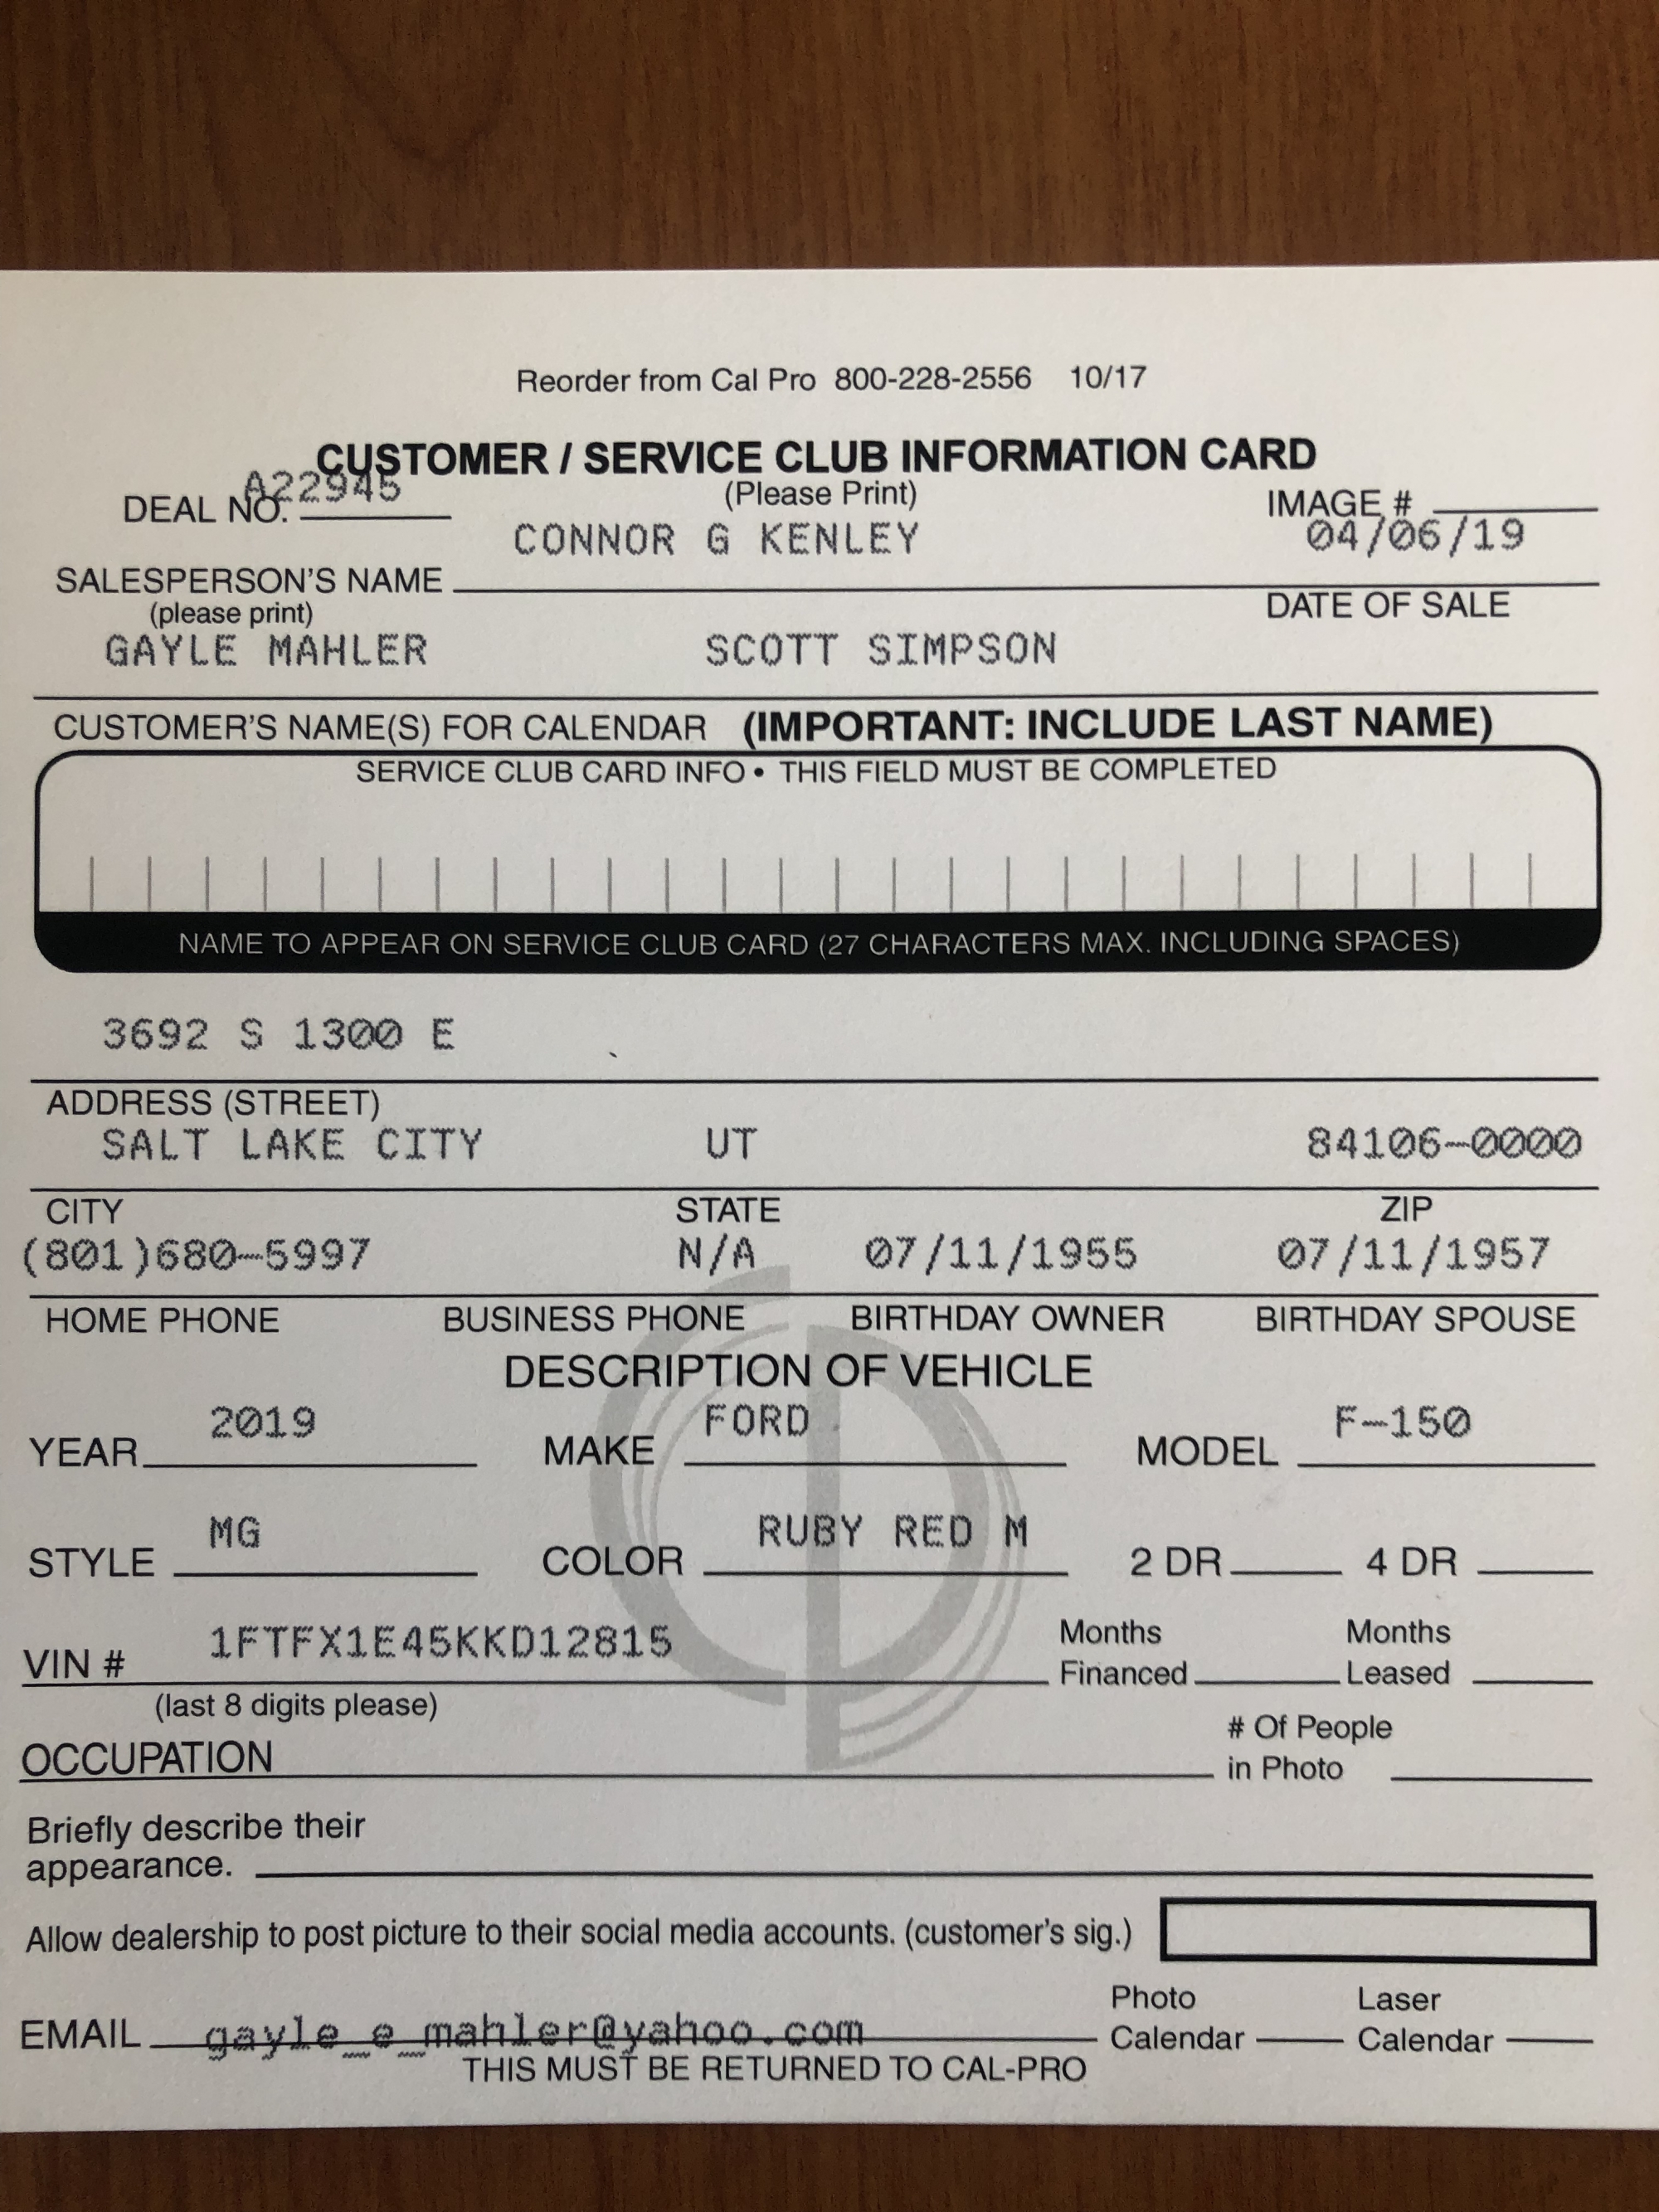 Reorder from Cal Pro 800-228-2556 10/17
CUSTOMER / SERVICE CLUB INFORMATION CARD
DEAL NO. A22945 (Please Print) IMAGE #
CONNOR G KENLEY 04/06/19
SALESPERSON'S NAME
(please print) DATE OF SALE
GAYLE MAHLER SCOTT SIMPSON
CUSTOMER'S NAME(S) FOR CALENDAR (IMPORTANT: INCLUDE LAST NAME)
SERVICE CLUB CARD INFO • THIS FIELD MUST BE COMPLETED
NAME TO APPEAR ON SERVICE CLUB CARD (27 CHARACTERS MAX. INCLUDING SPACES)
3692 S 1300 E
ADDRESS (STREET)
SALT LAKE CITY UT 84106-0000
CITY STATE ZIP
(801)680-5997 N/A 07/11/1955 07/11/1957
HOME PHONE BUSINESS PHONE BIRTHDAY OWNER BIRTHDAY SPOUSE
DESCRIPTION OF VEHICLE
YEAR 2019 MAKE FORD MODEL F-150
STYLE MG COLOR RUBY RED M 2 DR 4 DR
VIN # 1FTFX1E45KKD12815 Months Financed Months Leased
(last 8 digits please)
OCCUPATION # Of People in Photo
Briefly describe their
appearance.
Allow dealership to post picture to their social media accounts. (customer's sig.)
EMAIL gayle_e_mahler@yahoo.com Photo Calendar Laser Calendar
THIS MUST BE RETURNED TO CAL-PRO